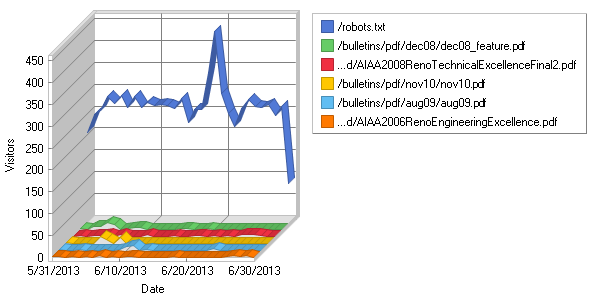 450
400
350
300
250
200
150
100
50
0
Visitors
5/31/2013 6/10/2013 6/20/2013 6/30/2013
Date
/robots.txt
/bulletins/pdf/dec08/dec08_feature.pdf
...d/AIAA2008RenoTechnicalExcellenceFinal2.pdf
/bulletins/pdf/nov10/nov10.pdf
/bulletins/pdf/aug09/aug09.pdf
...d/AIAA2006RenoEngineeringExcellence.pdf